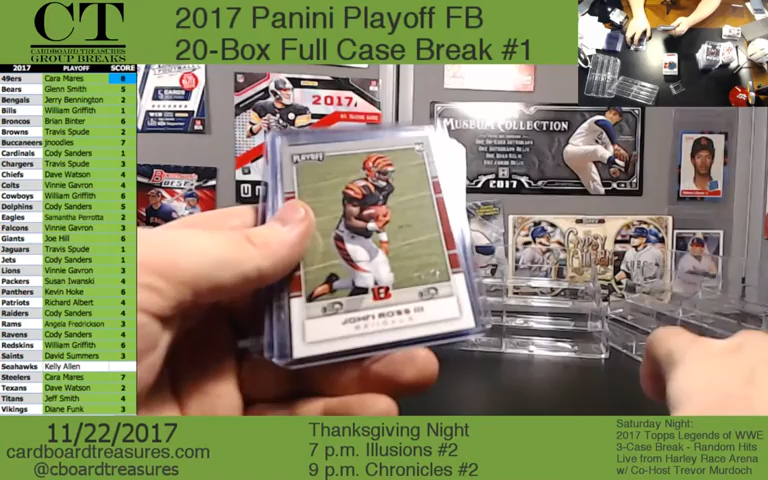 CT
CARDBOARD TREASURES
GROUP BREAKS
2017 Panini Playoff FB
20-Box Full Case Break #1
2017 PLAYOFF SCORE
49ers Cara Mares 8
Bears Glenn Smith 5
Bengals Jerry Bennington 2
Bills William Griffith 1
Broncos Brian Binter 6
Browns Travis Spude 2
Buccaneers Jnoodies 7
Cardinals Cody Sanders 1
Chargers Travis Spude 3
Chiefs Dave Watson 4
Colts Vinnie Gavron 4
Cowboys William Griffith 6
Dolphins Cody Sanders 5
Eagles Samantha Perrotta 2
Falcons Vinnie Gavron 3
Giants Joe Hill 6
Jaguars Travis Spude 1
Jets Cody Sanders 1
Lions Vinnie Gavron 3
Packers Susan Iwanski 4
Panthers Kevin Hoke 6
Patriots Richard Albert 4
Raiders Cody Sanders 4
Rams Angela Fredrickson 3
Ravens Cody Sanders 4
Redskins William Griffith 6
Saints David Summers 3
Seahawks Kelly Allen
Steelers Cara Mares 7
Texans Dave Watson 2
Titans Jeff Smith 4
Vikings Diane Funk 3
2017
MUSEUM COLLECTION
2017
Bowman
GYPSY QUEEN
CUBS
PLAYOFF
JOHN ROSS III
BENGALS
11/22/2017
cardboardtreasures.com
@cboardtreasures
Thanksgiving Night
7 p.m. Illusions #2
9 p.m. Chronicles #2
Saturday Night:
2017 Topps Legends of WWE
3-Case Break - Random Hits
Live from Harley Race Arena
w/ Co-Host Trevor Murdoch